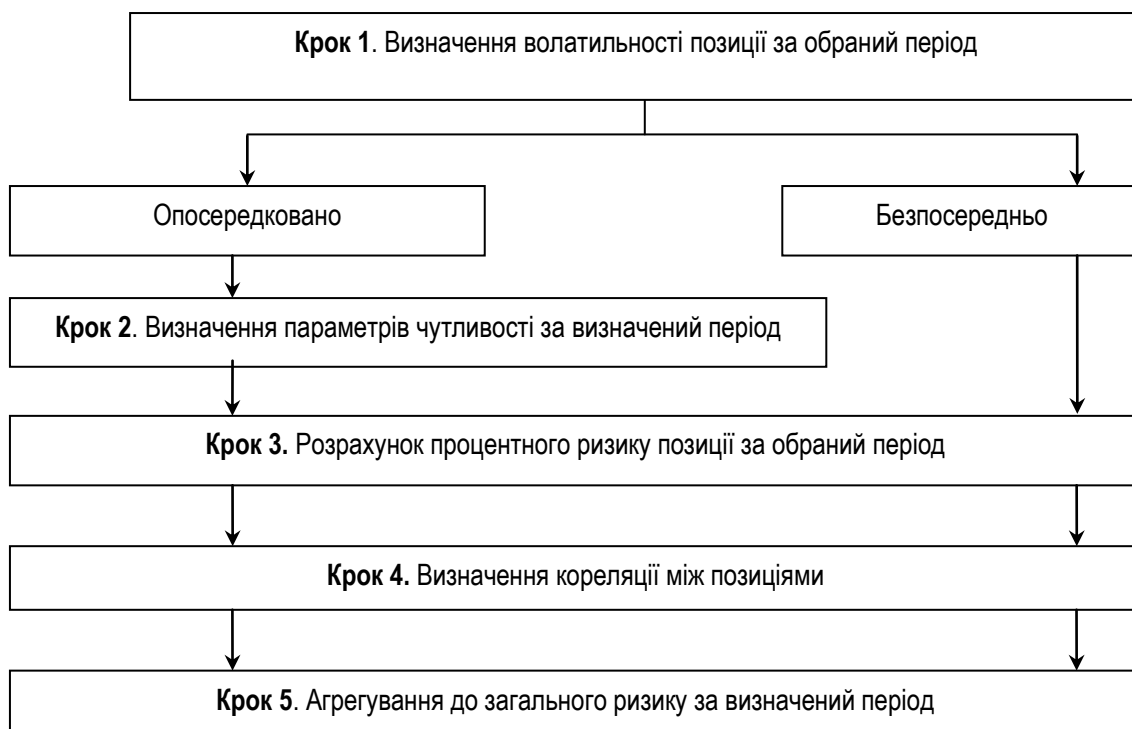 Крок 1. Визначення волатильності позиції за обраний період
Опосередковано
Безпосередньо
Крок 2. Визначення параметрів чутливості за визначений період
Крок 3. Розрахунок процентного ризику позиції за обраний період
Крок 4. Визначення кореляції між позиціями
Крок 5. Агрегування до загального ризику за визначений період